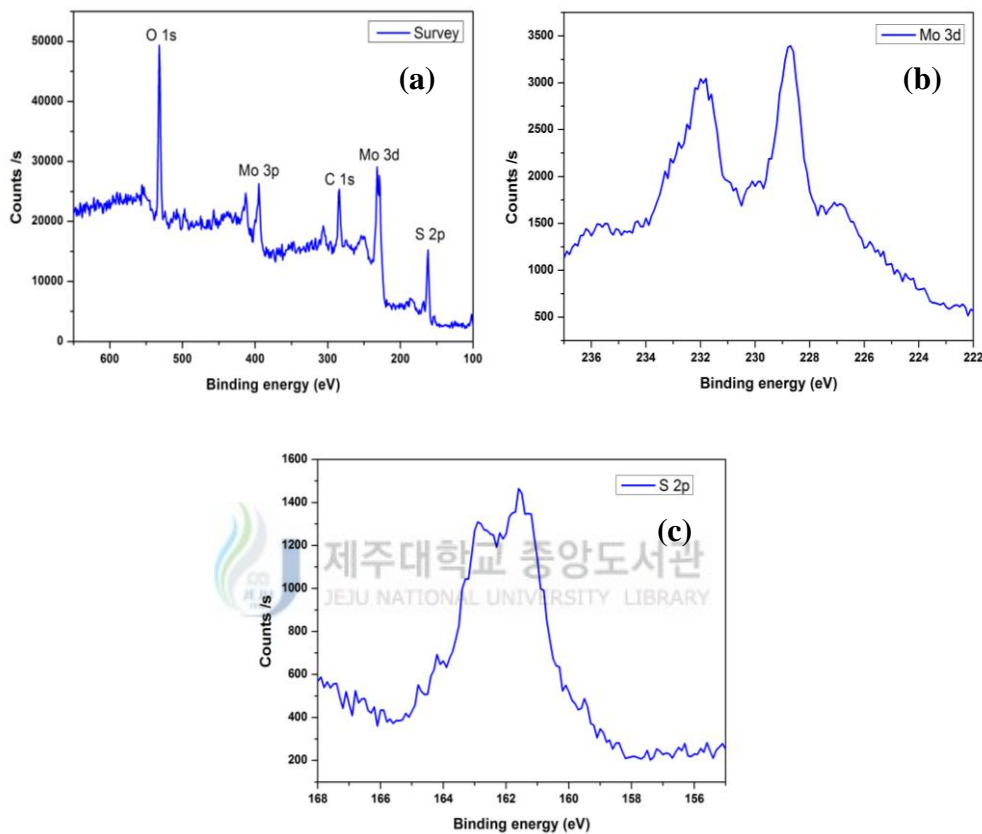 Survey
(a)
O 1s
Mo 3p
C 1s
Mo 3d
S 2p
50000
40000
30000
20000
10000
0
Counts /s
600 500 400 300 200 100
Binding energy (eV)
Mo 3d
(b)
3500
3000
2500
2000
1500
1000
500
Counts /s
236 234 232 230 228 226 224 222
Binding energy (eV)
S 2p
(c)
1600
1400
1200
1000
800
600
400
200
Counts /s
168 166 164 162 160 158 156
Binding energy (eV)
제주대학교 중앙도서관
JEJU NATIONAL UNIVERSITY LIBRARY
JEJU